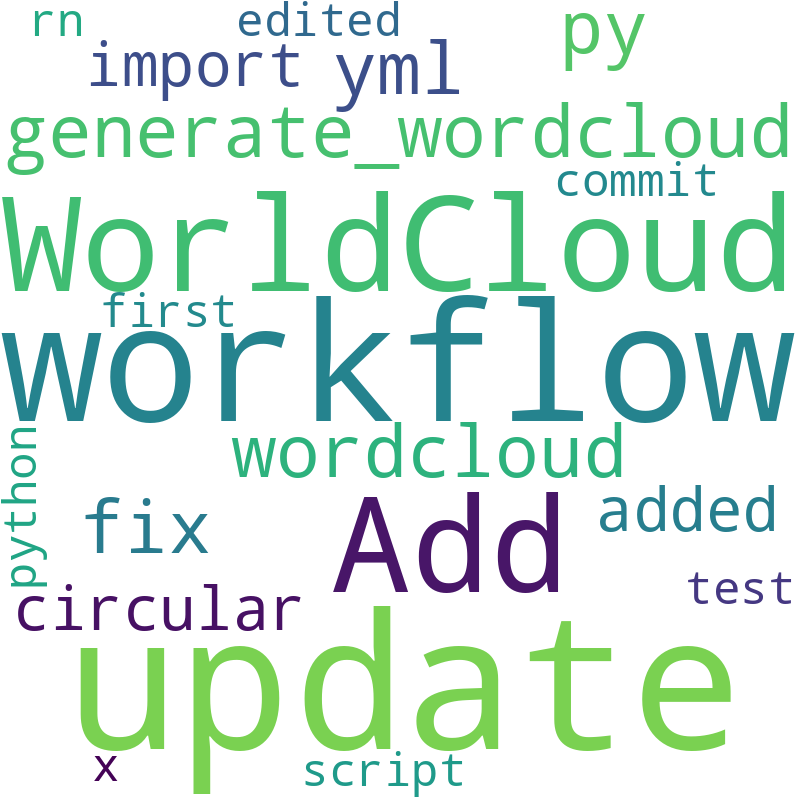 rn edited py
import yml
generate_wordcloud
commit
WorldCloud
first
workflow
wordcloud
python
fix Add added
circular test
update
x script